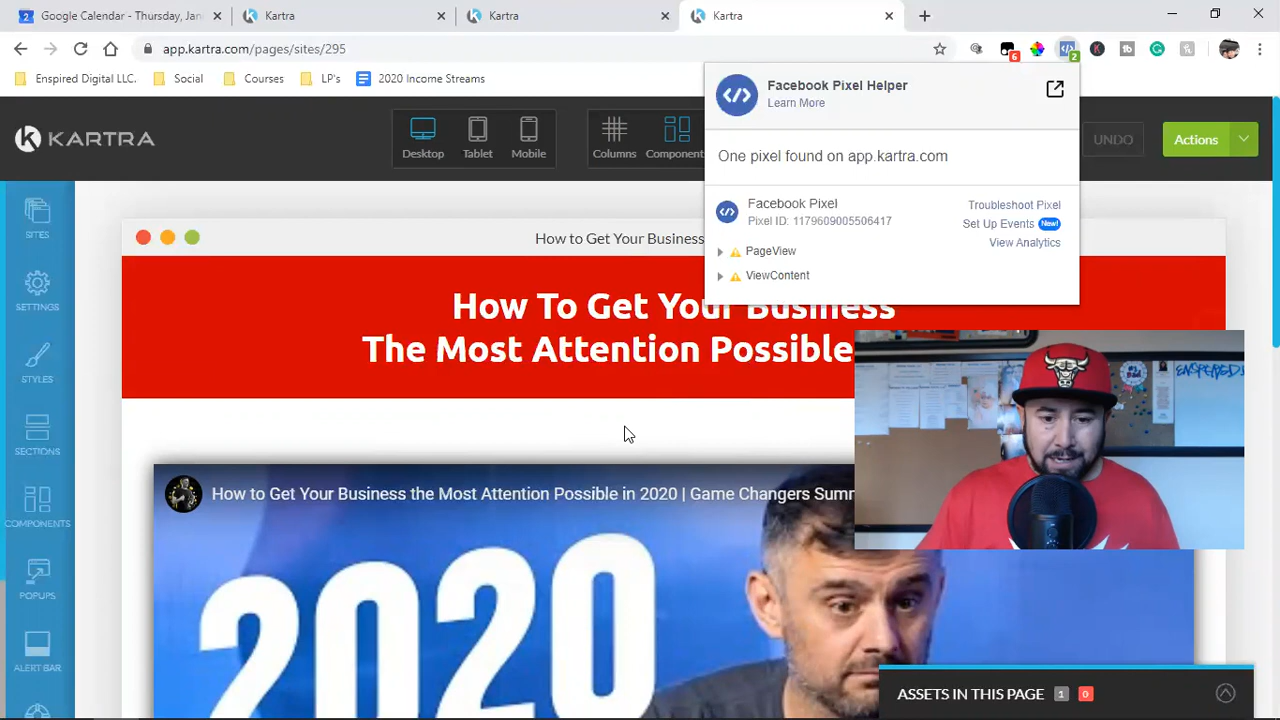 Google Calendar - Thursday, Jan
Kartra
Kartra
Kartra
app.kartra.com/pages/sites/295
6
2
Enspired Digital LLC.
Social
Courses
LP's
2020 Income Streams
Facebook Pixel Helper
Learn More
KARTRA
Desktop
Tablet
Mobile
Columns
Component
UNDO
Actions
One pixel found on app.kartra.com
Facebook Pixel
Pixel ID: 1179609005506417
Troubleshoot Pixel
Set Up Events New!
View Analytics
PageView
ViewContent
SITES
SETTINGS
STYLES
SECTIONS
COMPONENTS
POPUPS
ALERT BAR
How to Get Your Business
How To Get Your Business
The Most Attention Possible
How to Get Your Business the Most Attention Possible in 2020 | Game Changers Summ
2020
ASSETS IN THIS PAGE 1 0